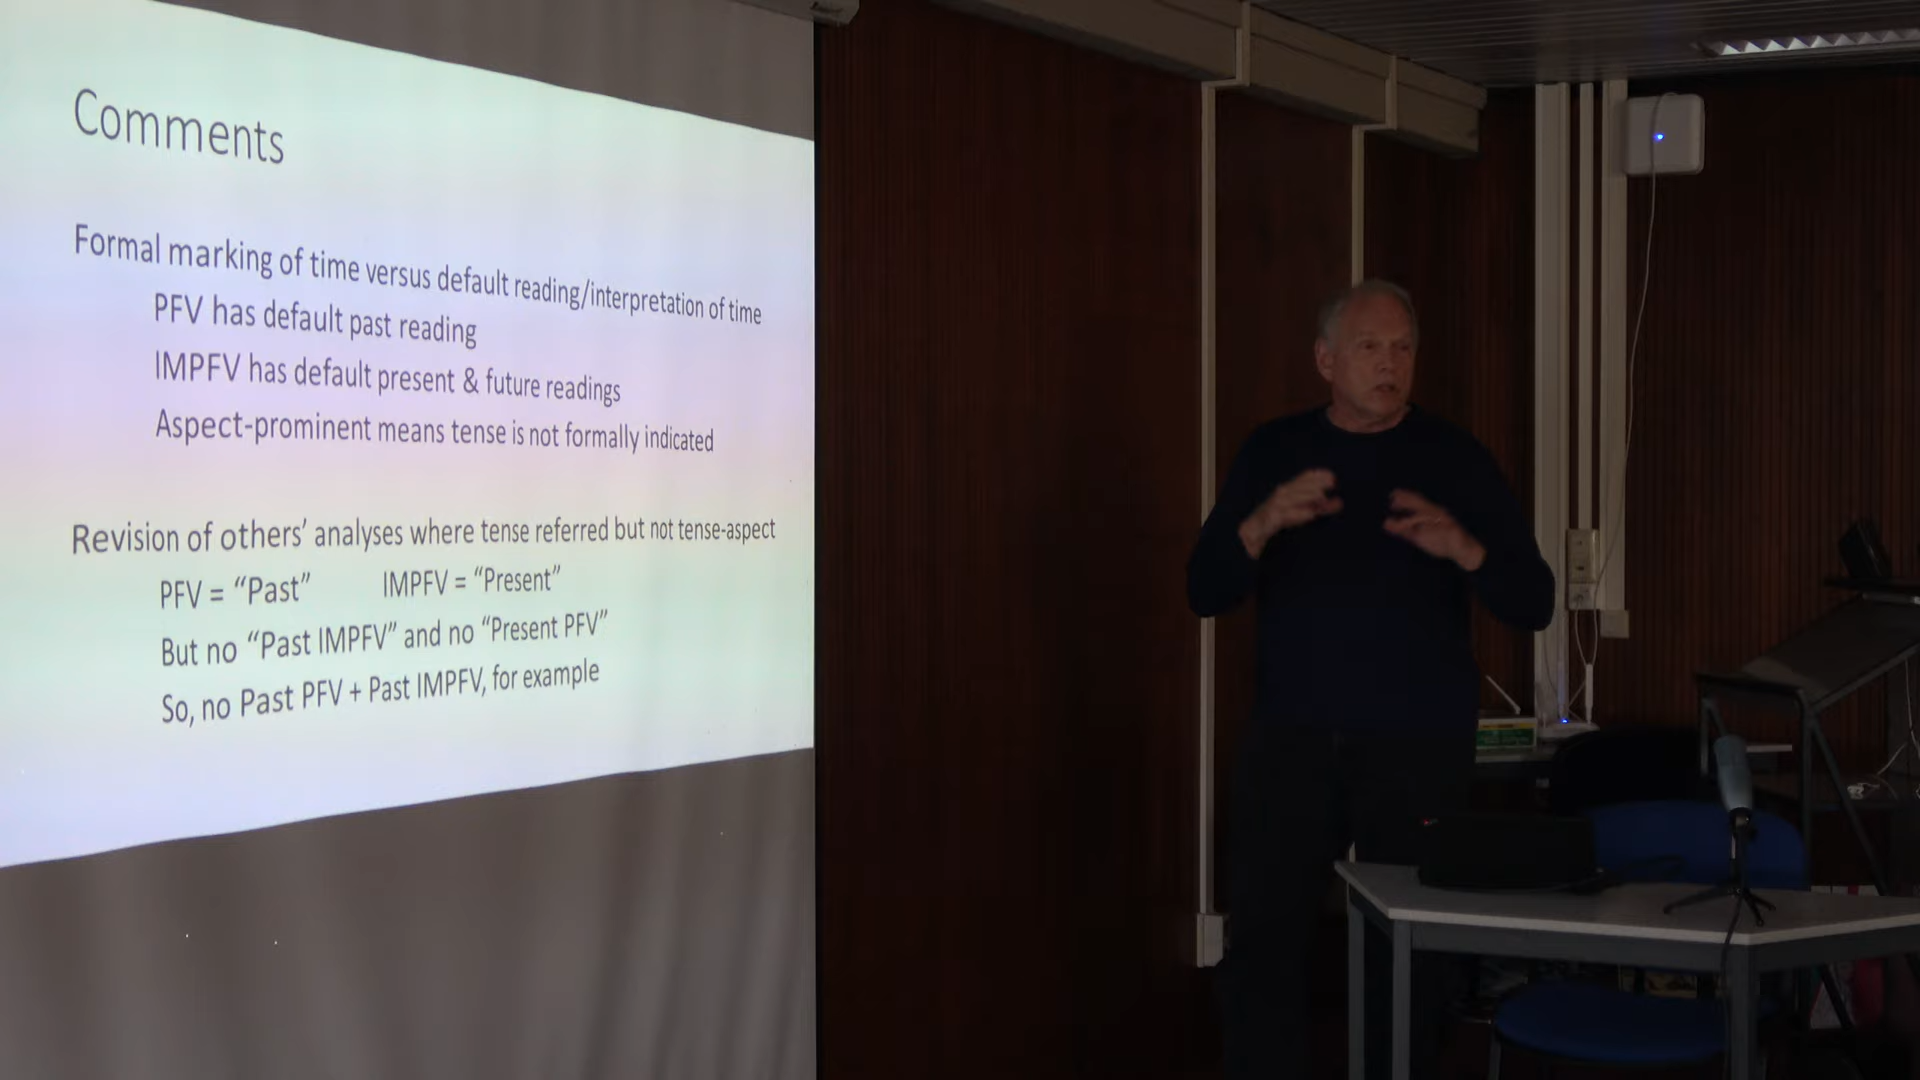 Comments
Formal marking of time versus default reading/interpretation of time
PFV has default past reading
IMPFV has default present & future readings
Aspect-prominent means tense is not formally indicated
Revision of others’ analyses where tense referred but not tense-aspect
PFV = “Past” IMPFV = “Present”
But no “Past IMPFV” and no “Present PFV”
So, no Past PFV + Past IMPFV, for example